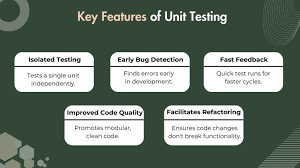 Key Features of Unit Testing
Isolated Testing
Tests a single unit
independently.
Early Bug Detection
Finds errors early
in development.
Fast Feedback
Quick test runs for
faster cycles.
Improved Code Quality
Promotes modular,
clean code.
Facilitates Refactoring
Ensures code changes
don't break functionality.